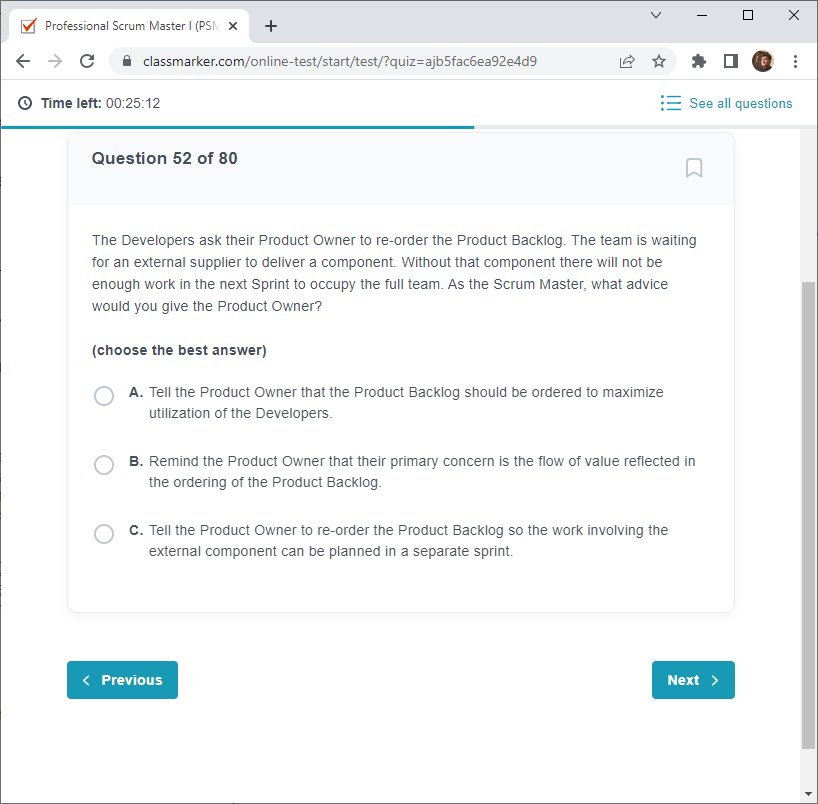 Professional Scrum Master I (PSM
classmarker.com/online-test/start/test/?quiz=ajb5fac6ea92e4d9
Time left: 00:25:12
See all questions
Question 52 of 80
The Developers ask their Product Owner to re-order the Product Backlog. The team is waiting
for an external supplier to deliver a component. Without that component there will not be
enough work in the next Sprint to occupy the full team. As the Scrum Master, what advice
would you give the Product Owner?
(choose the best answer)
A. Tell the Product Owner that the Product Backlog should be ordered to maximize
utilization of the Developers.
B. Remind the Product Owner that their primary concern is the flow of value reflected in
the ordering of the Product Backlog.
C. Tell the Product Owner to re-order the Product Backlog so the work involving the
external component can be planned in a separate sprint.
Previous
Next